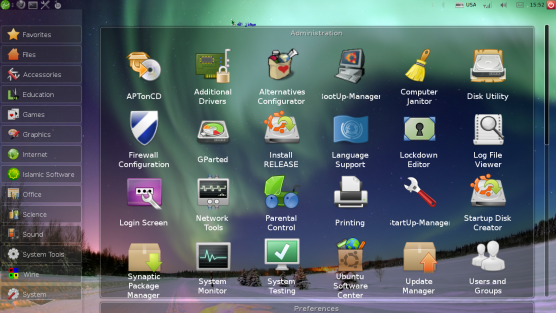 USA
15:52
Administration
Favorites
Files
Accessories
Education
Games
Graphics
Internet
Islamic Software
Office
Science
Sound
System Tools
Wine
System
APTonCD
Additional
Drivers
Alternatives
Configurator
ootUp-Manager
Computer
Janitor
Disk Utility
Firewall
Configuration
GParted
Install
RELEASE
Language
Support
Lockdown
Editor
Log File
Viewer
Login Screen
Network
Tools
Parental
Control
Printing
tartUp-Manager
Startup Disk
Creator
Synaptic
Package
Manager
System
Monitor
System
Testing
Ubuntu
Software
Center
Update
Manager
Users and
Groups
Preferences